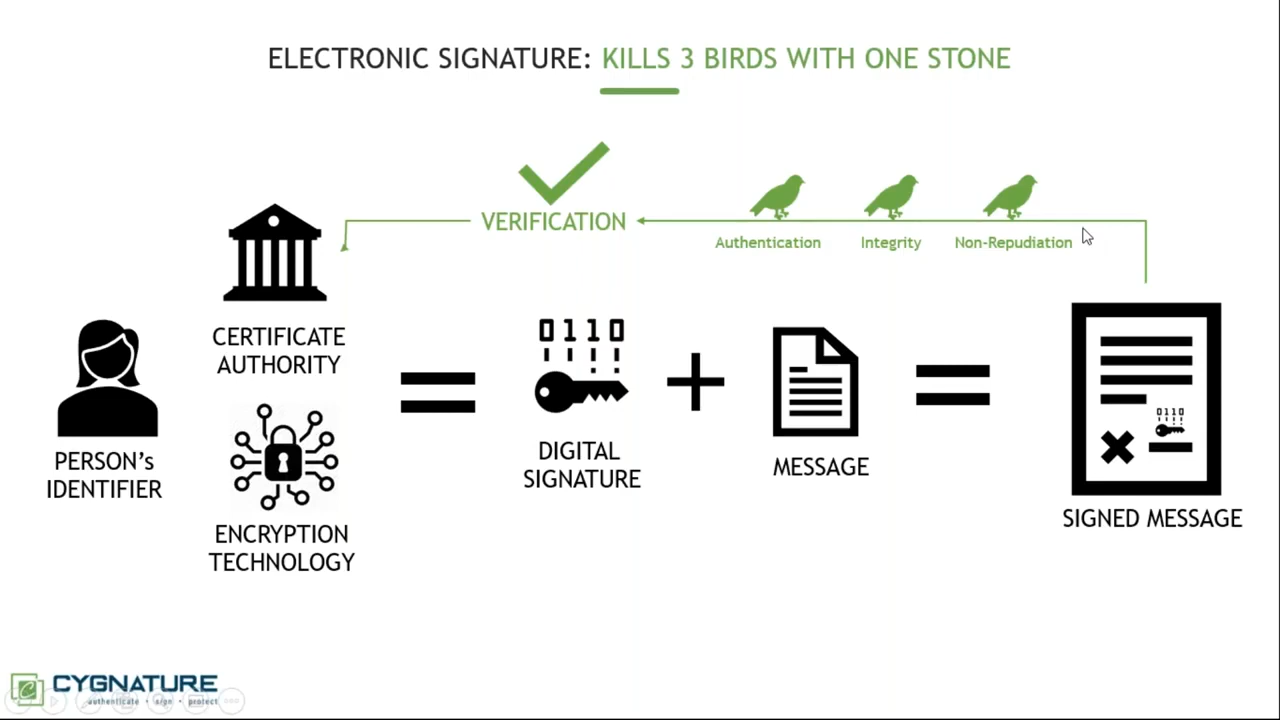 ELECTRONIC SIGNATURE: KILLS 3 BIRDS WITH ONE STONE
VERIFICATION
Authentication
Integrity
Non-Repudiation
CERTIFICATE
AUTHORITY
0110
0110
PERSON's
IDENTIFIER
DIGITAL
SIGNATURE
MESSAGE
SIGNED MESSAGE
ENCRYPTION
TECHNOLOGY
CYGNATURE
authenticate • sign • protect